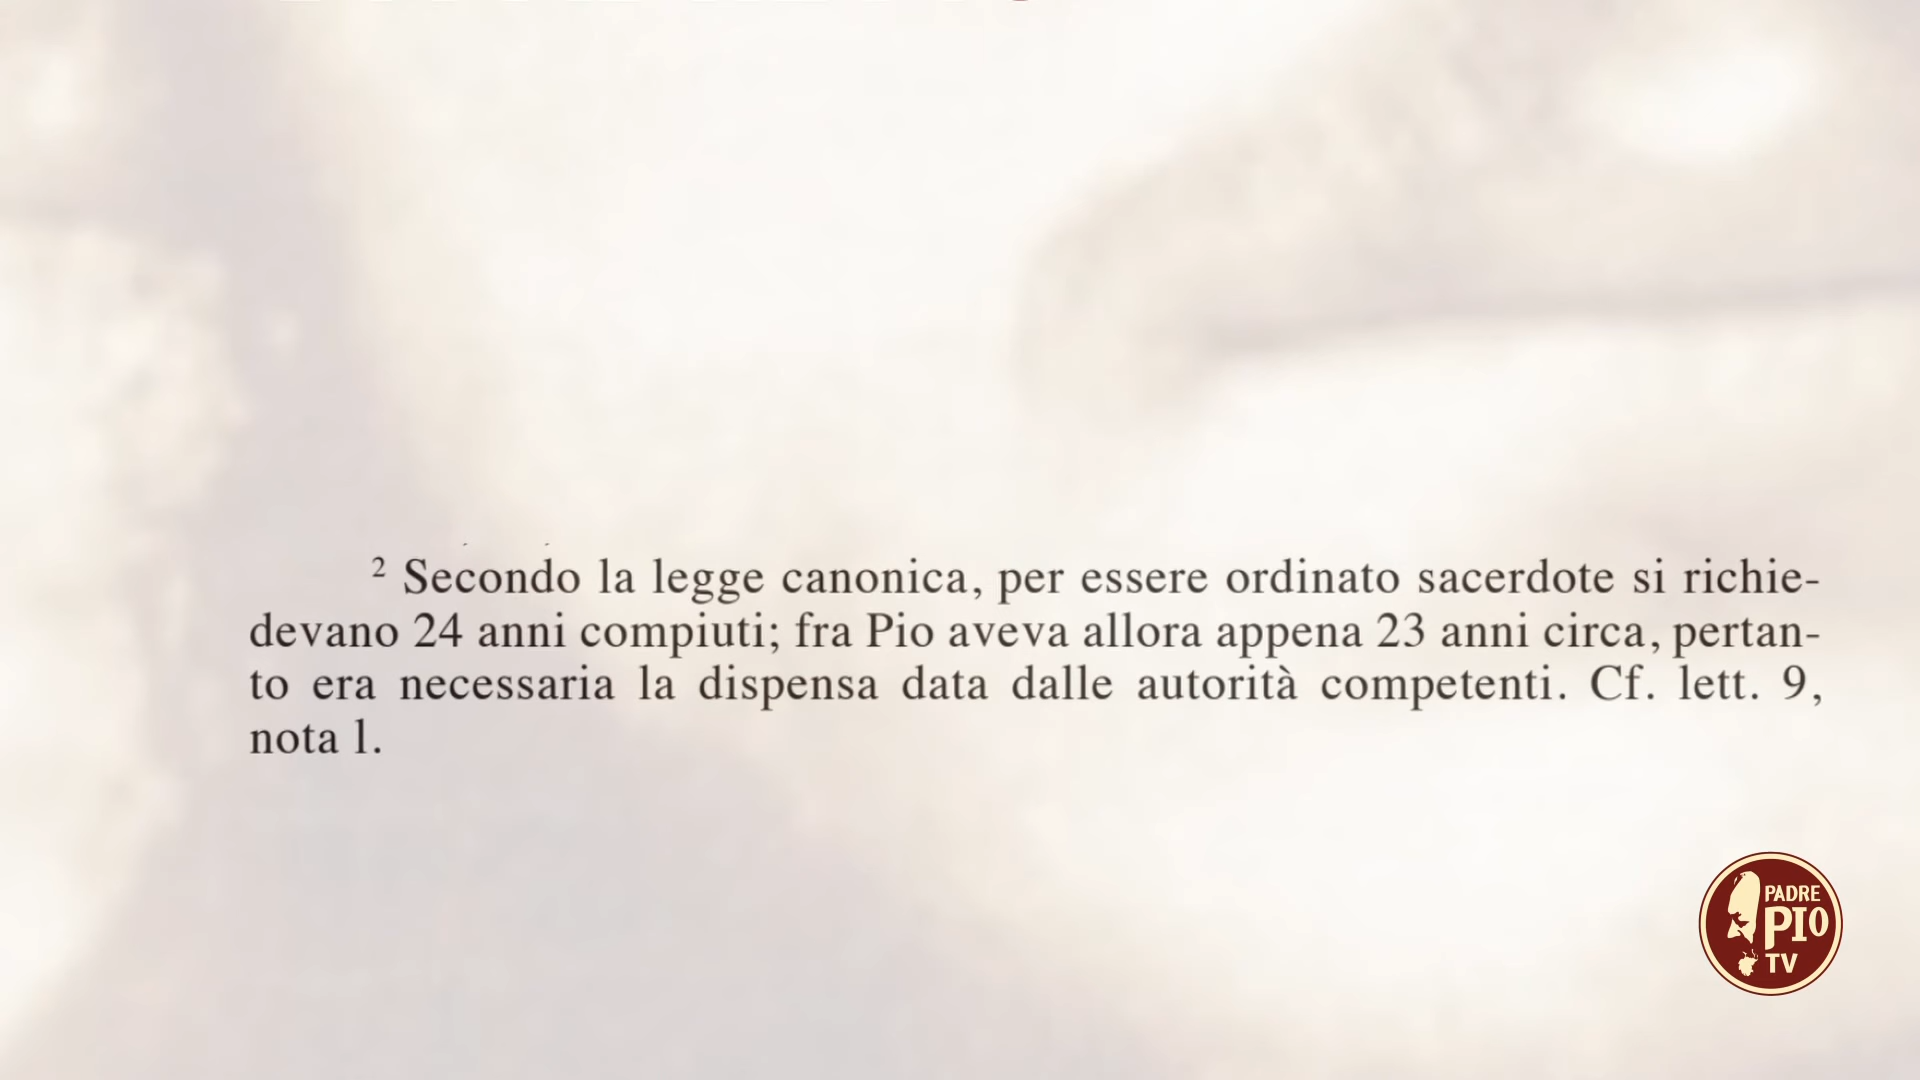 ² Secondo la legge canonica, per essere ordinato sacerdote si richie-
devano 24 anni compiuti; fra Pio aveva allora appena 23 anni circa, pertan-
to era necessaria la dispensa data dalle autorità competenti. Cf. lett. 9,
nota 1.
PADRE
PIO
TV